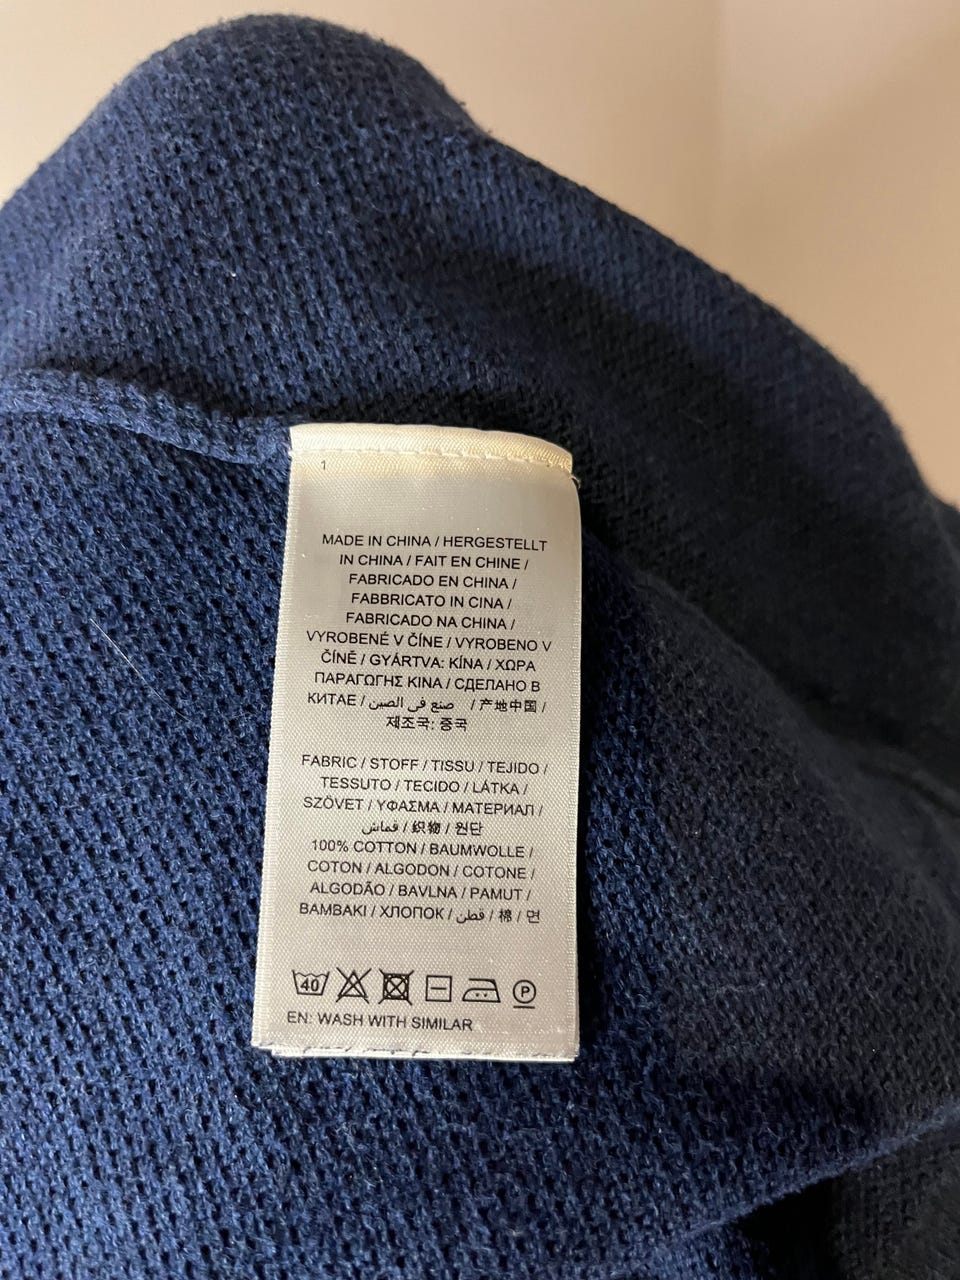 1
MADE IN CHINA / HERGESTELLT
IN CHINA / FAIT EN CHINE /
FABRICADO EN CHINA /
FABBRICATO IN CINA /
FABRICADO NA CHINA /
VYROBENÉ V ČÍNE / VYROBENO V
ČÍNĚ / GYÁRTVA: KÍNA / ΧΩΡΑ
ΠΑΡΑΓΩΓΗΣ ΚΙΝΑ / СДЕЛАНО В
КИТАЕ / صنع في الصين / 产地中国 /
제조국: 중국
FABRIC / STOFF / TISSU / TEJIDO /
TESSUTO / TECIDO / LÁTKA /
SZÖVET / ΥΦΑΣΜΑ / МАТЕРИАЛ /
قماش / 织物 / 원단
100% COTTON / BAUMWOLLE /
COTON / ALGODON / COTONE /
ALGODÃO / BAVLNA / PAMUT /
ΒΑΜΒΑΚΙ / ХЛОПОК / قطن / 棉 / 면
40 P
EN: WASH WITH SIMILAR